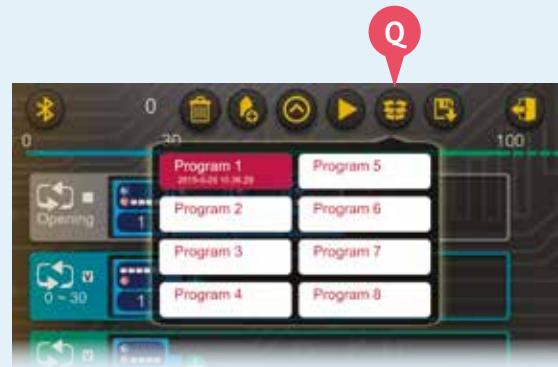 Q
0
0 30 100
Program 1 Program 5
2015-5-26 10:36:29
Program 2 Program 6
Program 3 Program 7
Program 4 Program 8
Opening
1
V
0 ~ 30
1
V